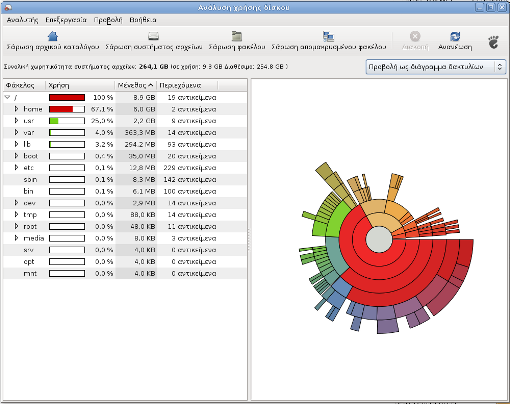 Ανάλυση χρήσης δίσκου
Αναλυτής Επεξεργασία Προβολή Βοήθεια
Σάρωση αρχικού καταλόγου Σάρωση συστήματος αρχείων Σάρωση φακέλου Σάρωση απομακρυσμένου φακέλου Διακοπή Ανανέωση
Συνολική χωρητικότητα συστήματος αρχείων: 264,1 GB (σε χρήση: 9,3 GB Διαθέσιμα: 254,8 GB )
Προβολή ως διάγραμμα δακτυλίων
Φάκελος Χρήση Μέγεθος Περιεχόμενα
/ 100 % 8,9 GB 19 αντικείμενα
home 67,1 % 6,0 GB 2 αντικείμενα
usr 25,0 % 2,2 GB 9 αντικείμενα
var 4,0 % 363,3 MB 14 αντικείμενα
lib 3,2 % 294,2 MB 93 αντικείμενα
boot 0,4 % 35,0 MB 20 αντικείμενα
etc 0,1 % 12,8 MB 229 αντικείμενα
sbin 0,1 % 8,3 MB 142 αντικείμενα
bin 0,1 % 6,1 MB 100 αντικείμενα
dev 0,0 % 2,9 MB 14 αντικείμενα
tmp 0,0 % 88,0 KB 14 αντικείμενα
root 0,0 % 48,0 KB 11 αντικείμενα
media 0,0 % 8,0 KB 3 αντικείμενα
srv 0,0 % 4,0 KB 0 αντικείμενα
opt 0,0 % 4,0 KB 0 αντικείμενα
mnt 0,0 % 4,0 KB 0 αντικείμενα